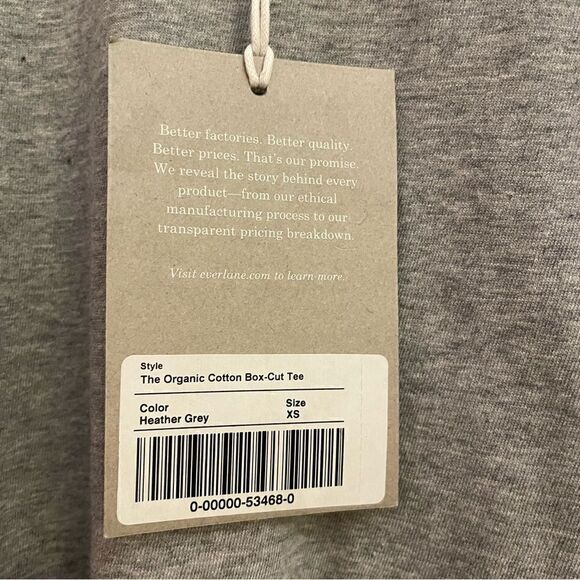 Better factories. Better quality.
Better prices. That's our promise.
We reveal the story behind every
product—from our ethical
manufacturing process to our
transparent pricing breakdown.
Visit everlane.com to learn more.
Style
The Organic Cotton Box-Cut Tee
Color Size
Heather Grey XS
0-00000-53468-0